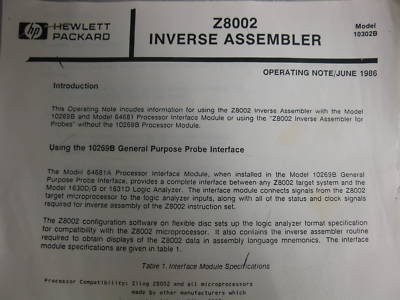 hp HEWLETT
PACKARD
Z8002
INVERSE ASSEMBLER
Model
10302B
OPERATING NOTE/JUNE 1986
Introduction
This Operating Note incudes information for using the Z8002 Inverse Assembler with the Model
10269B and Model 64681 Processor Interface Module or using the "Z8002 Inverse Assembler for
Probes" without the 10269B Processor Module.
Using the 10269B General Purpose Probe Interface
The Model 64681A Processor Interface Module, when installed in the Model 10269B General
Purpose Probe Interface, provides a complete interface between any Z8002 target system and the
Model 1630D/G or 1631D Logic Analyzer. The interface module connects signals from the Z8002
target microprocessor to the logic analyzer inputs, along with all of the status and clock signals
required for inverse assembly of the Z8002 instruction set.
The Z8002 configuration software on flexible disc sets up the logic analyzer format specification
for compatibility with the Z8002 microprocessor. It also contains the inverse assembler routine
required to obtain displays of the Z8002 data in assembly language mnemonics. The interface
module specifications are given in table 1.
Table 1. Interface Module Specifications
Processor Compatibility: Zilog Z8002 and all microprocessors
made by other manufacturers which